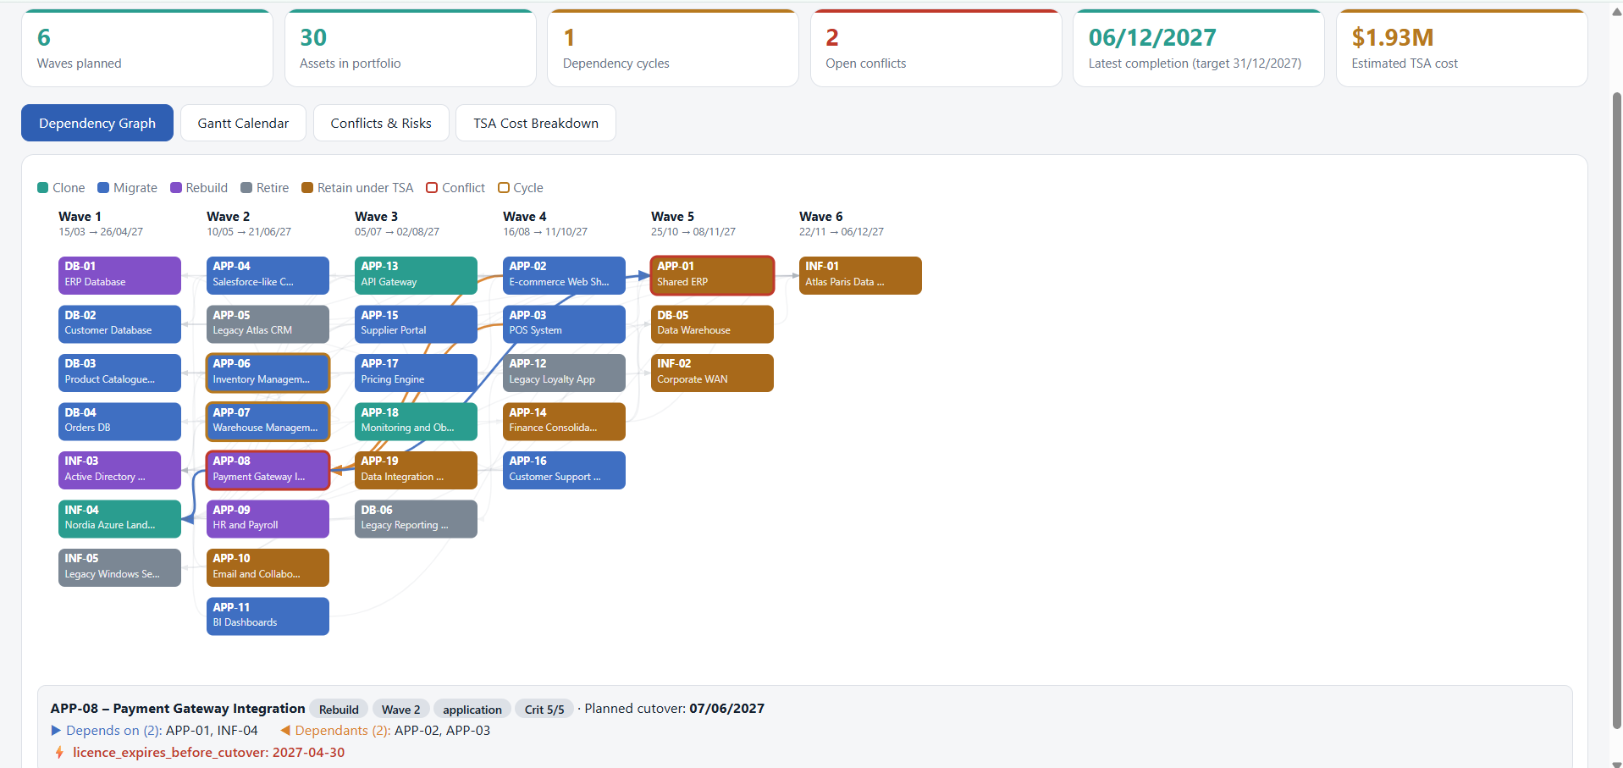 6
Waves planned
30
Assets in portfolio
1
Dependency cycles
2
Open conflicts
06/12/2027
Latest completion (target 31/12/2027)
$1.93M
Estimated TSA cost
Dependency Graph
Gantt Calendar
Conflicts & Risks
TSA Cost Breakdown
Clone Migrate Rebuild Retire Retain under TSA Conflict Cycle
Wave 1
15/03 → 26/04/27
DB-01
ERP Database
DB-02
Customer Database
DB-03
Product Catalogue...
DB-04
Orders DB
INF-03
Active Directory ...
INF-04
Nordia Azure Land...
INF-05
Legacy Windows Se...
Wave 2
10/05 → 21/06/27
APP-04
Salesforce-like C...
APP-05
Legacy Atlas CRM
APP-06
Inventory Managem...
APP-07
Warehouse Managem...
APP-08
Payment Gateway I...
APP-09
HR and Payroll
APP-10
Email and Collabo...
APP-11
BI Dashboards
Wave 3
05/07 → 02/08/27
APP-13
API Gateway
APP-15
Supplier Portal
APP-17
Pricing Engine
APP-18
Monitoring and Ob...
APP-19
Data Integration ...
DB-06
Legacy Reporting ...
Wave 4
16/08 → 11/10/27
APP-02
E-commerce Web Sh...
APP-03
POS System
APP-12
Legacy Loyalty App
APP-14
Finance Consolida...
APP-16
Customer Support ...
Wave 5
25/10 → 08/11/27
APP-01
Shared ERP
DB-05
Data Warehouse
INF-02
Corporate WAN
Wave 6
22/11 → 06/12/27
INF-01
Atlas Paris Data ...
APP-08 – Payment Gateway Integration Rebuild Wave 2 application Crit 5/5 · Planned cutover: 07/06/2027
▶ Depends on (2): APP-01, INF-04 ◀ Dependants (2): APP-02, APP-03
⚡ licence_expires_before_cutover: 2027-04-30